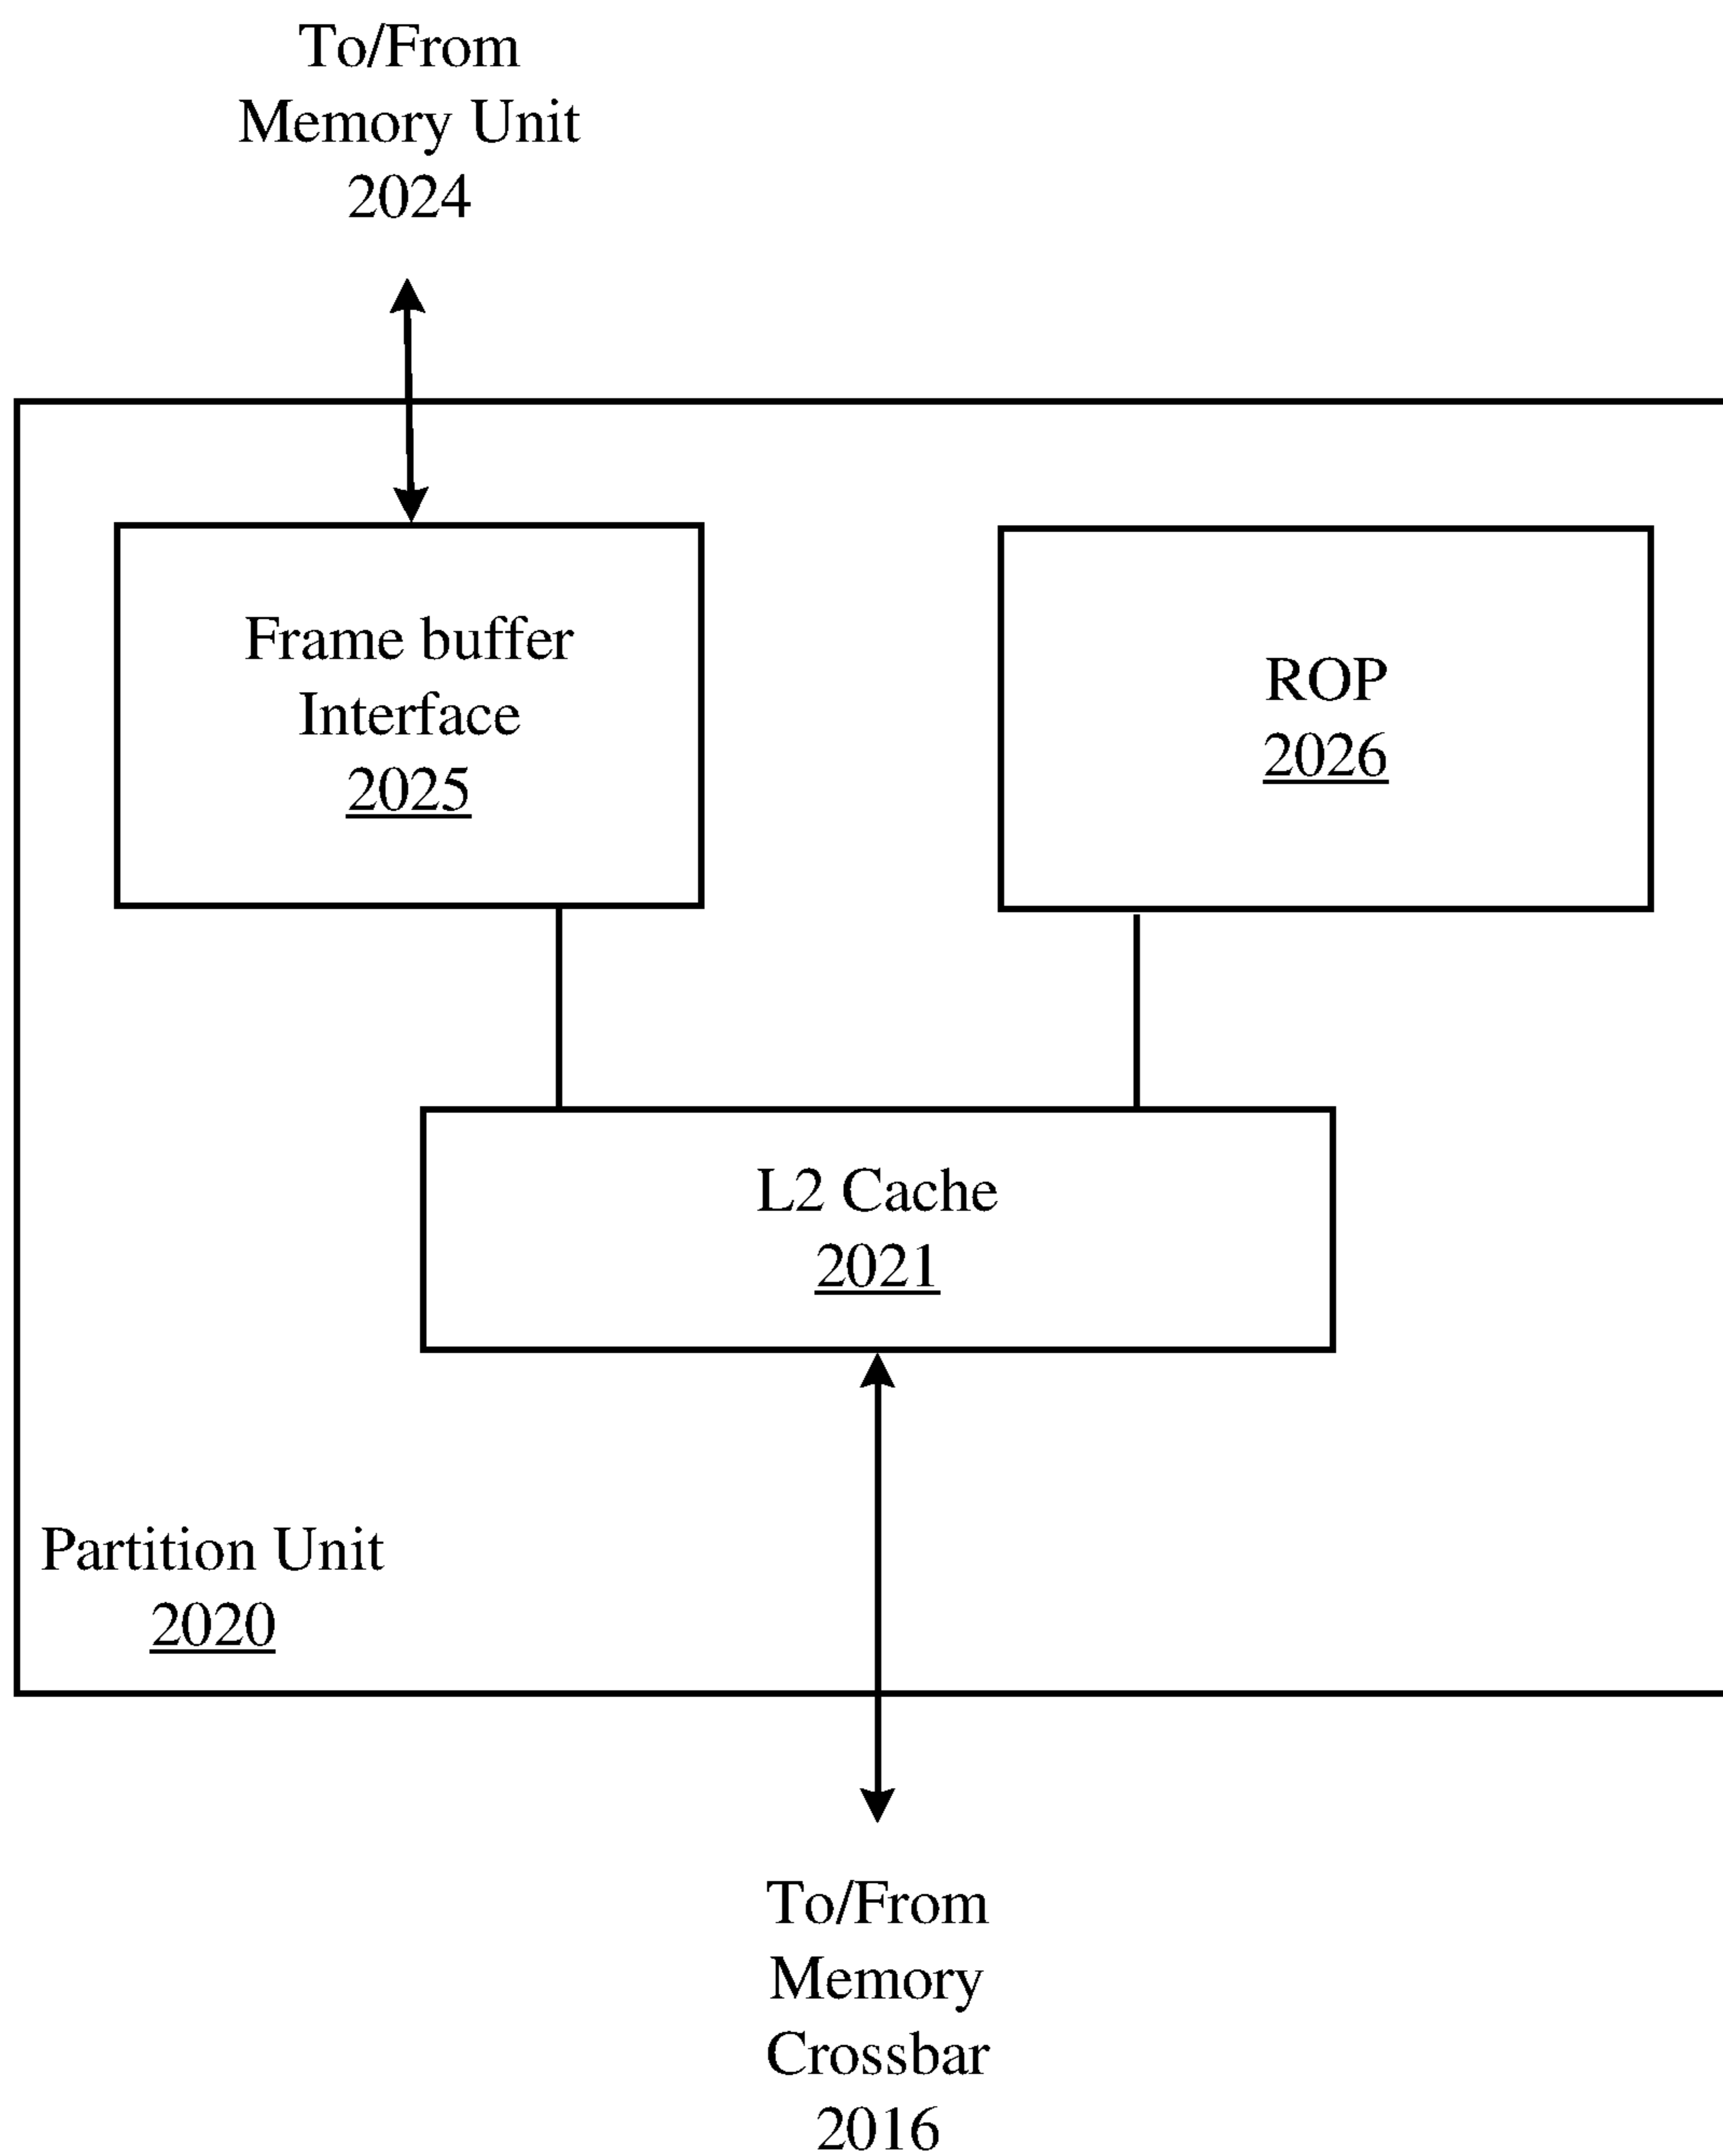 To/From
Memory Unit
2024
Frame buffer
Interface
2025
ROP
2026
L2 Cache
2021
Partition Unit
2020
To/From
Memory
Crossbar
2016